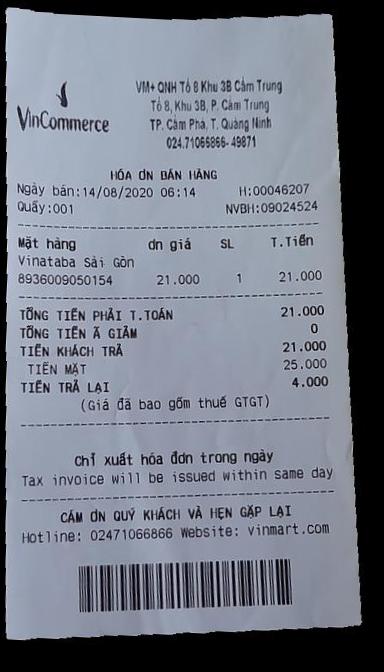 VinCommerce
VM+ QNH Tổ 8 Khu 3B Cẩm Trung
Tổ 8, Khu 3B, P. Cẩm Trung
TP. Cẩm Phả, T. Quảng Ninh
024.71066866-49871
HÓA ƠN BÁN HÀNG
Ngày bán:14/08/2020 06:14 H:00046207
Quầy:001 NVBH:09024524
Mặt hàng ơn giá SL T.Tiền
Vinataba Sài Gòn
8936009050154 21.000 1 21.000
TỔNG TIỀN PHẢI T.TOÁN 21.000
TỔNG TIỀN Ã GIẢM 0
TIỀN KHÁCH TRẢ 21.000
TIỀN MẶT 25.000
TIỀN TRẢ LẠI 4.000
(Giá đã bao gồm thuế GTGT)
Chỉ xuất hóa đơn trong ngày
Tax invoice will be issued within same day
CẢM ƠN QUÝ KHÁCH VÀ HẸN GẶP LẠI
Hotline: 02471066866 Website: vinmart.com